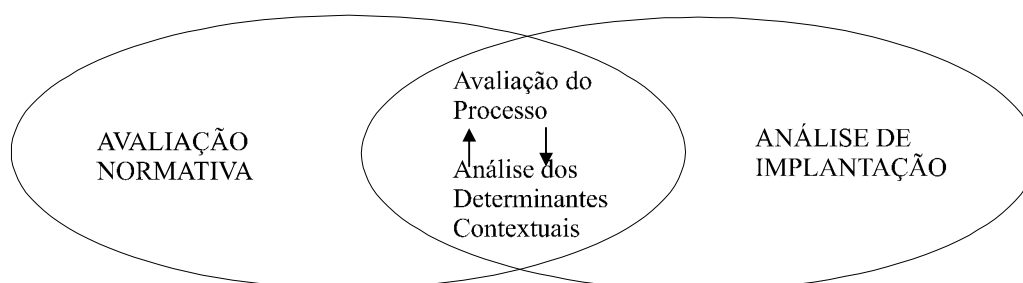 AVALIAÇÃO
NORMATIVA
Avaliação do
Processo
Análise dos
Determinantes
Contextuais
ANÁLISE DE
IMPLANTAÇÃO